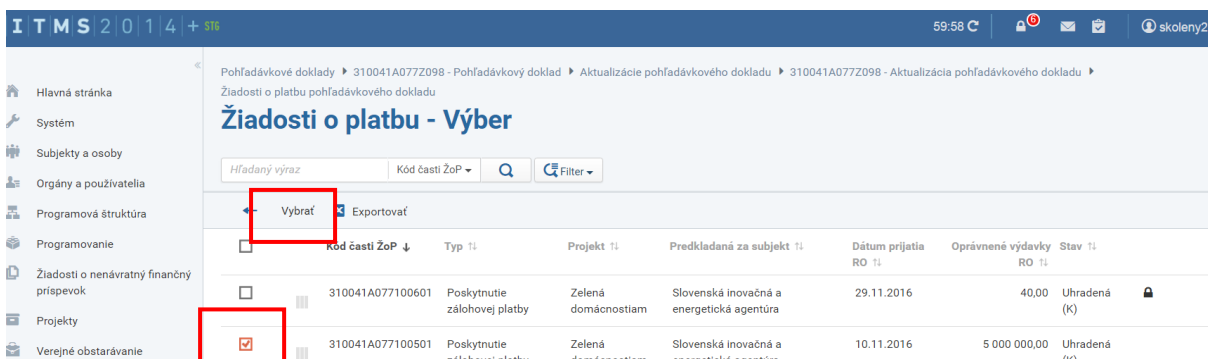 ITMS2014+ STG
59:58
6
skoleny2
«
Pohľadávkové doklady 310041A077Z098 - Pohľadávkový doklad Aktualizácie pohľadávkového dokladu 310041A077Z098 - Aktualizácia pohľadávkového dokladu
Žiadosti o platbu pohľadávkového dokladu
Žiadosti o platbu - Výber
Hlavná stránka
Systém
Subjekty a osoby
Orgány a používatelia
Programová štruktúra
Programovanie
Žiadosti o nenávratný finančný
príspevok
Projekty
Verejné obstarávanie
Hľadaný výraz Kód časti ŽoP Filter
Vybrať Exportovať
Kód časti ŽoP Typ Projekt Predkladaná za subjekt Dátum prijatia Oprávnené výdavky Stav
RO RO
310041A077100601 Poskytnutie Zelená Slovenská inovačná a 29.11.2016 40,00 Uhradená
zálohovej platby domácnostiam energetická agentúra (K)
310041A077100501 Poskytnutie Zelená Slovenská inovačná a 10.11.2016 5 000 000,00 Uhradená